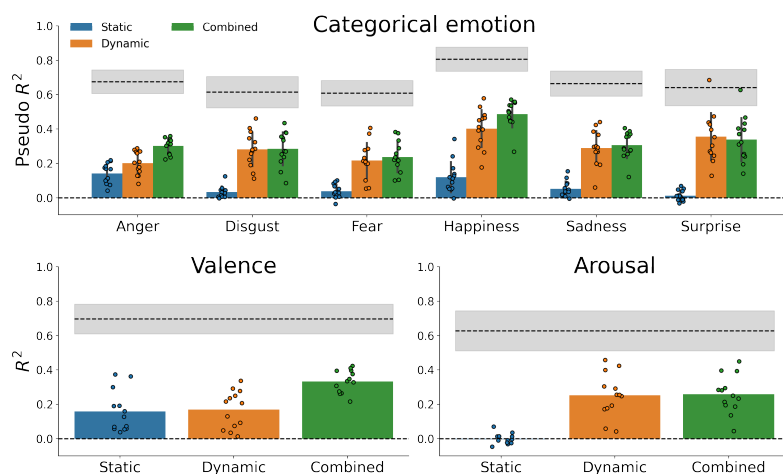 Categorical emotion
Static Combined
Dynamic
Pseudo R²
1.0
0.8
0.6
0.4
0.2
0.0
Anger Disgust Fear Happiness Sadness Surprise
Valence
R²
1.0
0.8
0.6
0.4
0.2
0.0
Static Dynamic Combined
Arousal
1.0
0.8
0.6
0.4
0.2
0.0
Static Dynamic Combined